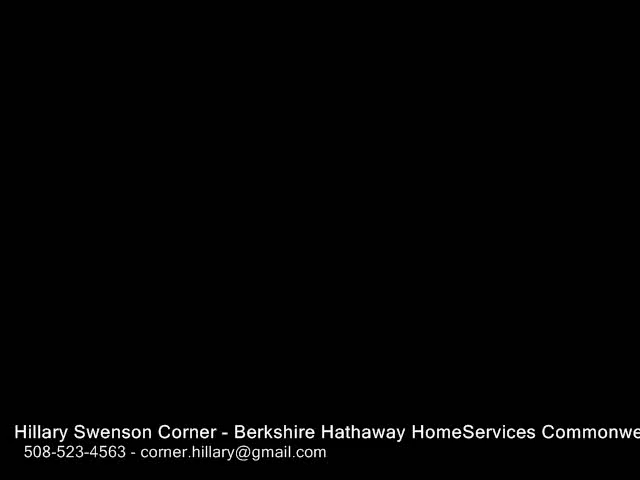 Hillary Swenson Corner - Berkshire Hathaway HomeServices Commonwe
508-523-4563 - corner.hillary@gmail.com